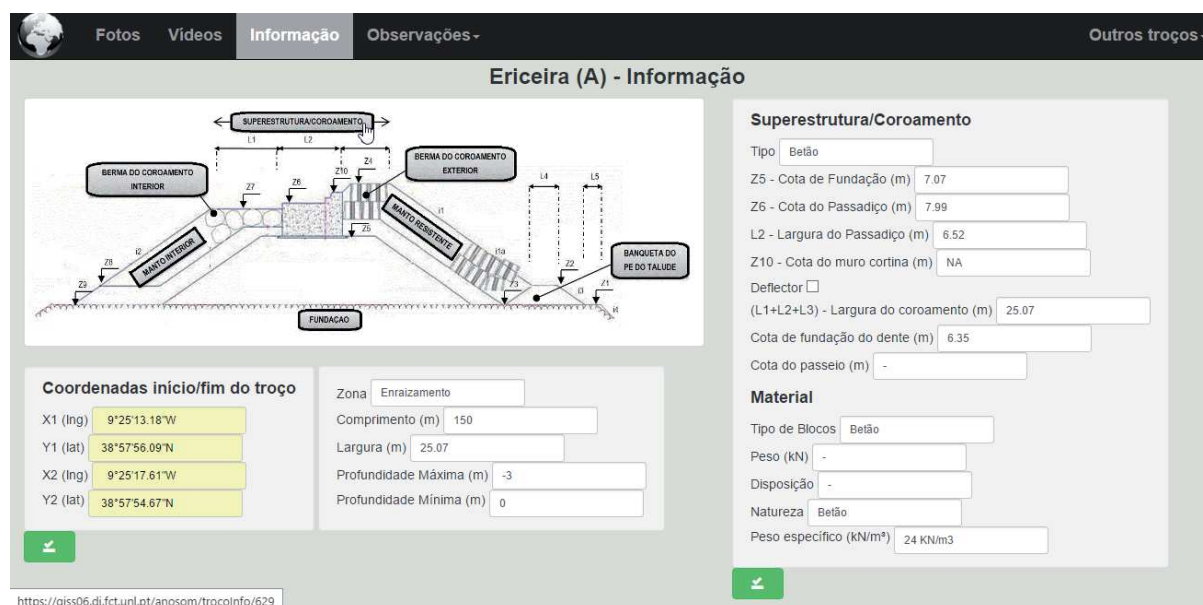 Fotos Vídeos Informação Observações Outros troços
Ericeira (A) - Informação
SUPERESTRUTURA/COROAMENTO
L1 L2
BERMA DO COROAMENTO INTERIOR
BERMA DO COROAMENTO EXTERIOR
Z7 Z6 Z10 Z4 L4 L5
MANTO INTERIOR
MANTO RESISTENTE
Z5
i1
i1a
i2
Z8
Z9
BANQUETA DO PE DO TALUDE
Z2
Z3
Z1
i3
i4
FUNDACAO
Coordenadas início/fim do troço
X1 (lng) 9°25'13.18"W
Y1 (lat) 38°57'56.09"N
X2 (lng) 9°25'17.61"W
Y2 (lat) 38°57'54.67"N
Zona Enraizamento
Comprimento (m) 150
Largura (m) 25.07
Profundidade Máxima (m) -3
Profundidade Mínima (m) 0
Superestrutura/Coroamento
Tipo Betão
Z5 - Cota de Fundação (m) 7.07
Z6 - Cota do Passadiço (m) 7.99
L2 - Largura do Passadiço (m) 6.52
Z10 - Cota do muro cortina (m) NA
Deflector
(L1+L2+L3) - Largura do coroamento (m) 25.07
Cota de fundação do dente (m) 6.35
Cota do passeio (m) -
Material
Tipo de Blocos Betão
Peso (kN) -
Disposição -
Natureza Betão
Peso específico (kN/m³) 24 KN/m3
https://giss06.di.fct.unl.pt/anosom/trocoInfo/629